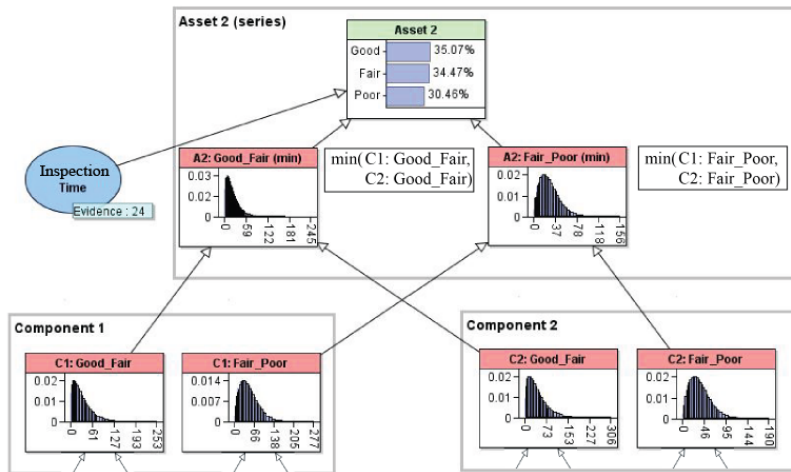 Asset 2 (series)
Asset 2
Good 35.07%
Fair 34.47%
Poor 30.46%
Inspection
Time
Evidence : 24
A2: Good_Fair (min)
0.03
0.02
0.01
0
0 59 122 181 245
min( C1: Good_Fair,
C2: Good_Fair)
A2: Fair_Poor (min)
0.02
0.01
0
0 37 78 118 156
min( C1: Fair_Poor,
C2: Fair_Poor)
Component 1
C1: Good_Fair
0.02
0.01
0
0 61 127 193 253
C1: Fair_Poor
0.014
0.007
0
0 66 138 205 277
Component 2
C2: Good_Fair
0.02
0.01
0
0 73 153 227 306
C2: Fair_Poor
0.02
0.01
0
0 46 95 144 190